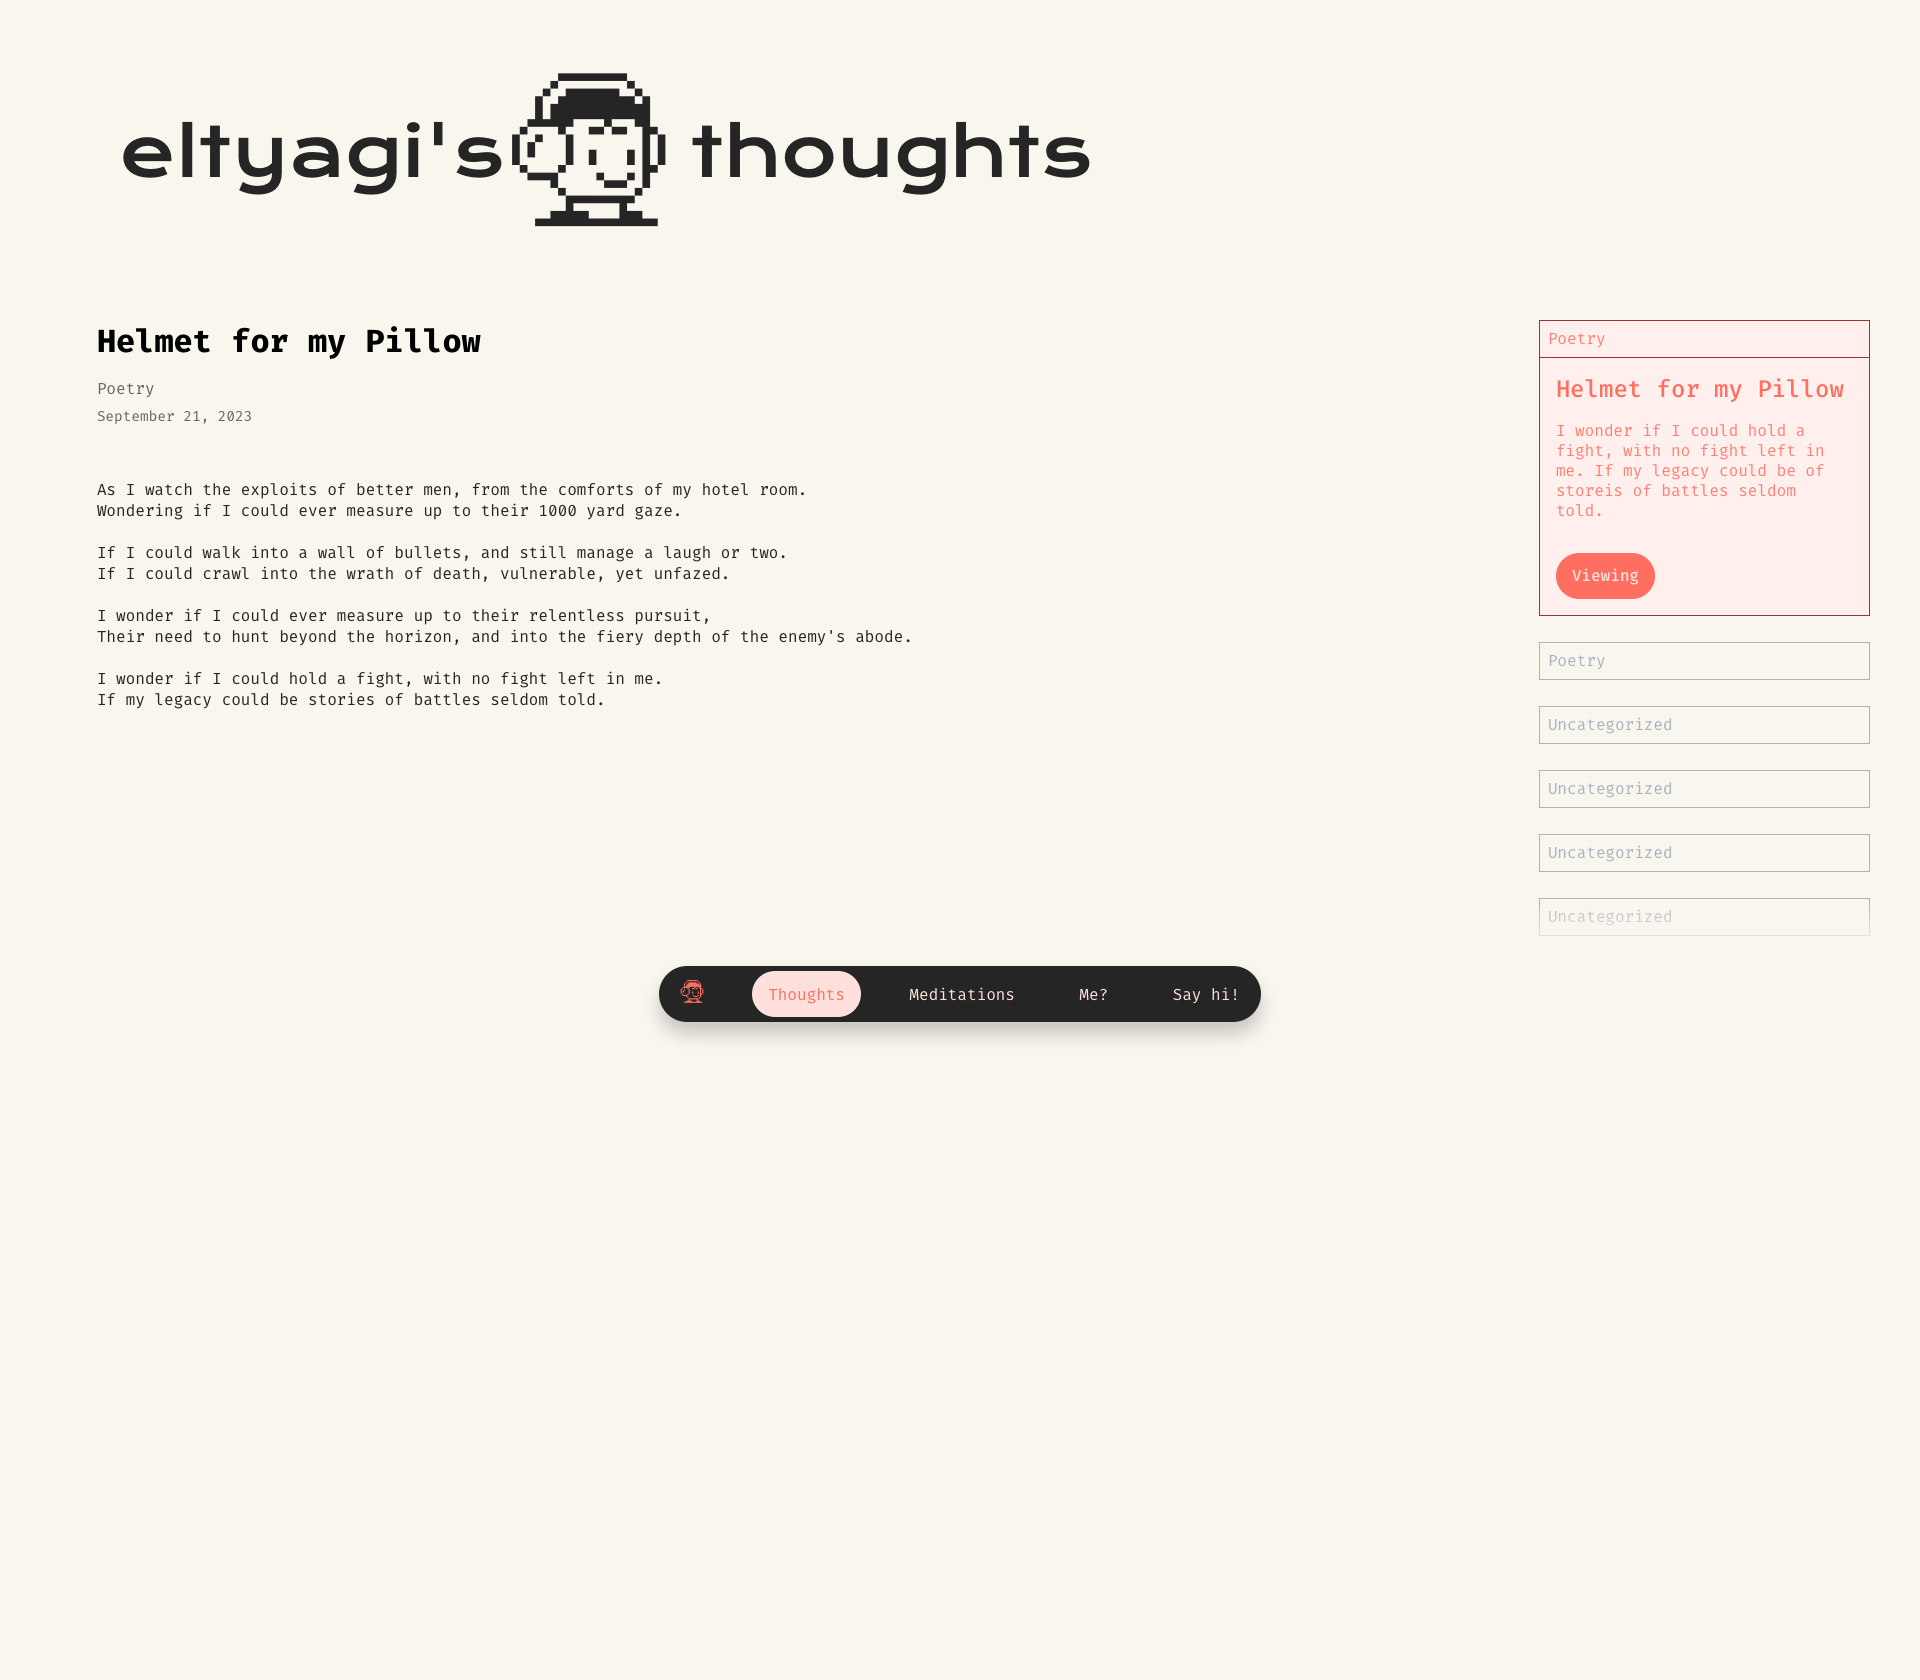 eltyagi's thoughts
Helmet for my Pillow
Poetry
September 21, 2023
As I watch the exploits of better men, from the comforts of my hotel room.
Wondering if I could ever measure up to their 1000 yard gaze.
If I could walk into a wall of bullets, and still manage a laugh or two.
If I could crawl into the wrath of death, vulnerable, yet unfazed.
I wonder if I could ever measure up to their relentless pursuit,
Their need to hunt beyond the horizon, and into the fiery depth of the enemy's abode.
I wonder if I could hold a fight, with no fight left in me.
If my legacy could be stories of battles seldom told.
Poetry
Helmet for my Pillow
I wonder if I could hold a
fight, with no fight left in
me. If my legacy could be of
storeis of battles seldom
told.
Viewing
Poetry
Uncategorized
Uncategorized
Uncategorized
Uncategorized
Thoughts Meditations Me? Say hi!